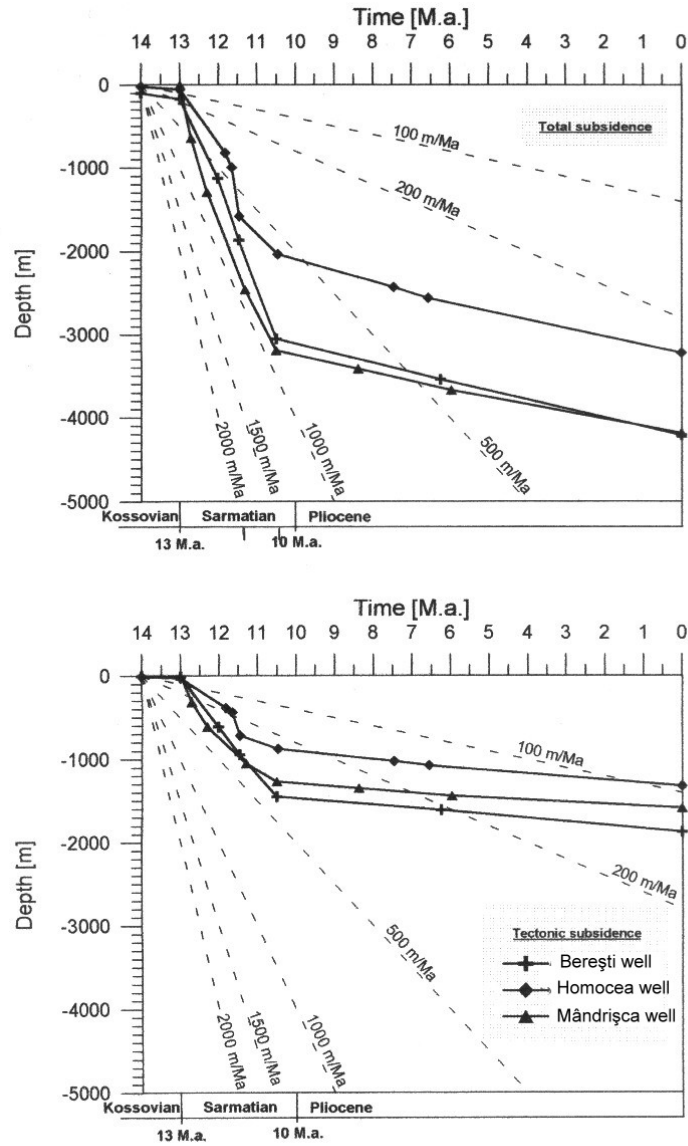 Time [M.a.]
14 13 12 11 10 9 8 7 6 5 4 3 2 1 0
0
-1000
-2000
-3000
-4000
-5000
Depth [m]
Total subsidence
100 m/Ma
200 m/Ma
500 m/Ma
1000 m/Ma
1500 m/Ma
2000 m/Ma
Kossovian Sarmatian Pliocene
13 M.a. 10 M.a.
Time [M.a.]
14 13 12 11 10 9 8 7 6 5 4 3 2 1 0
0
-1000
-2000
-3000
-4000
-5000
Depth [m]
100 m/Ma
200 m/Ma
500 m/Ma
1000 m/Ma
1500 m/Ma
2000 m/Ma
Tectonic subsidence
Bereşti well
Homocea well
Mândrişca well
Kossovian Sarmatian Pliocene
13 M.a. 10 M.a.